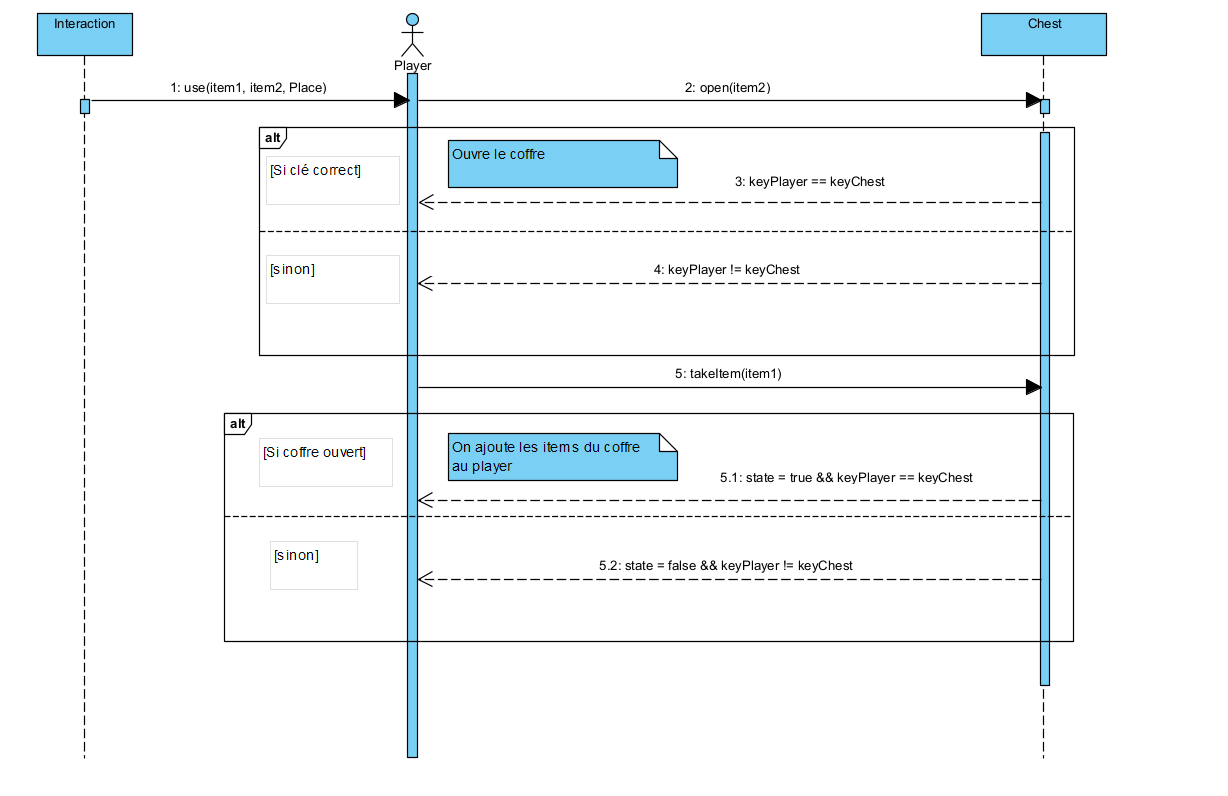 Interaction
Player
Chest
1: use(item1, item2, Place)
2: open(item2)
alt
[Si clé correct]
Ouvre le coffre
3: keyPlayer == keyChest
[sinon]
4: keyPlayer != keyChest
5: takeItem(item1)
alt
[Si coffre ouvert]
On ajoute les items du coffre
au player
5.1: state = true && keyPlayer == keyChest
[sinon]
5.2: state = false && keyPlayer != keyChest